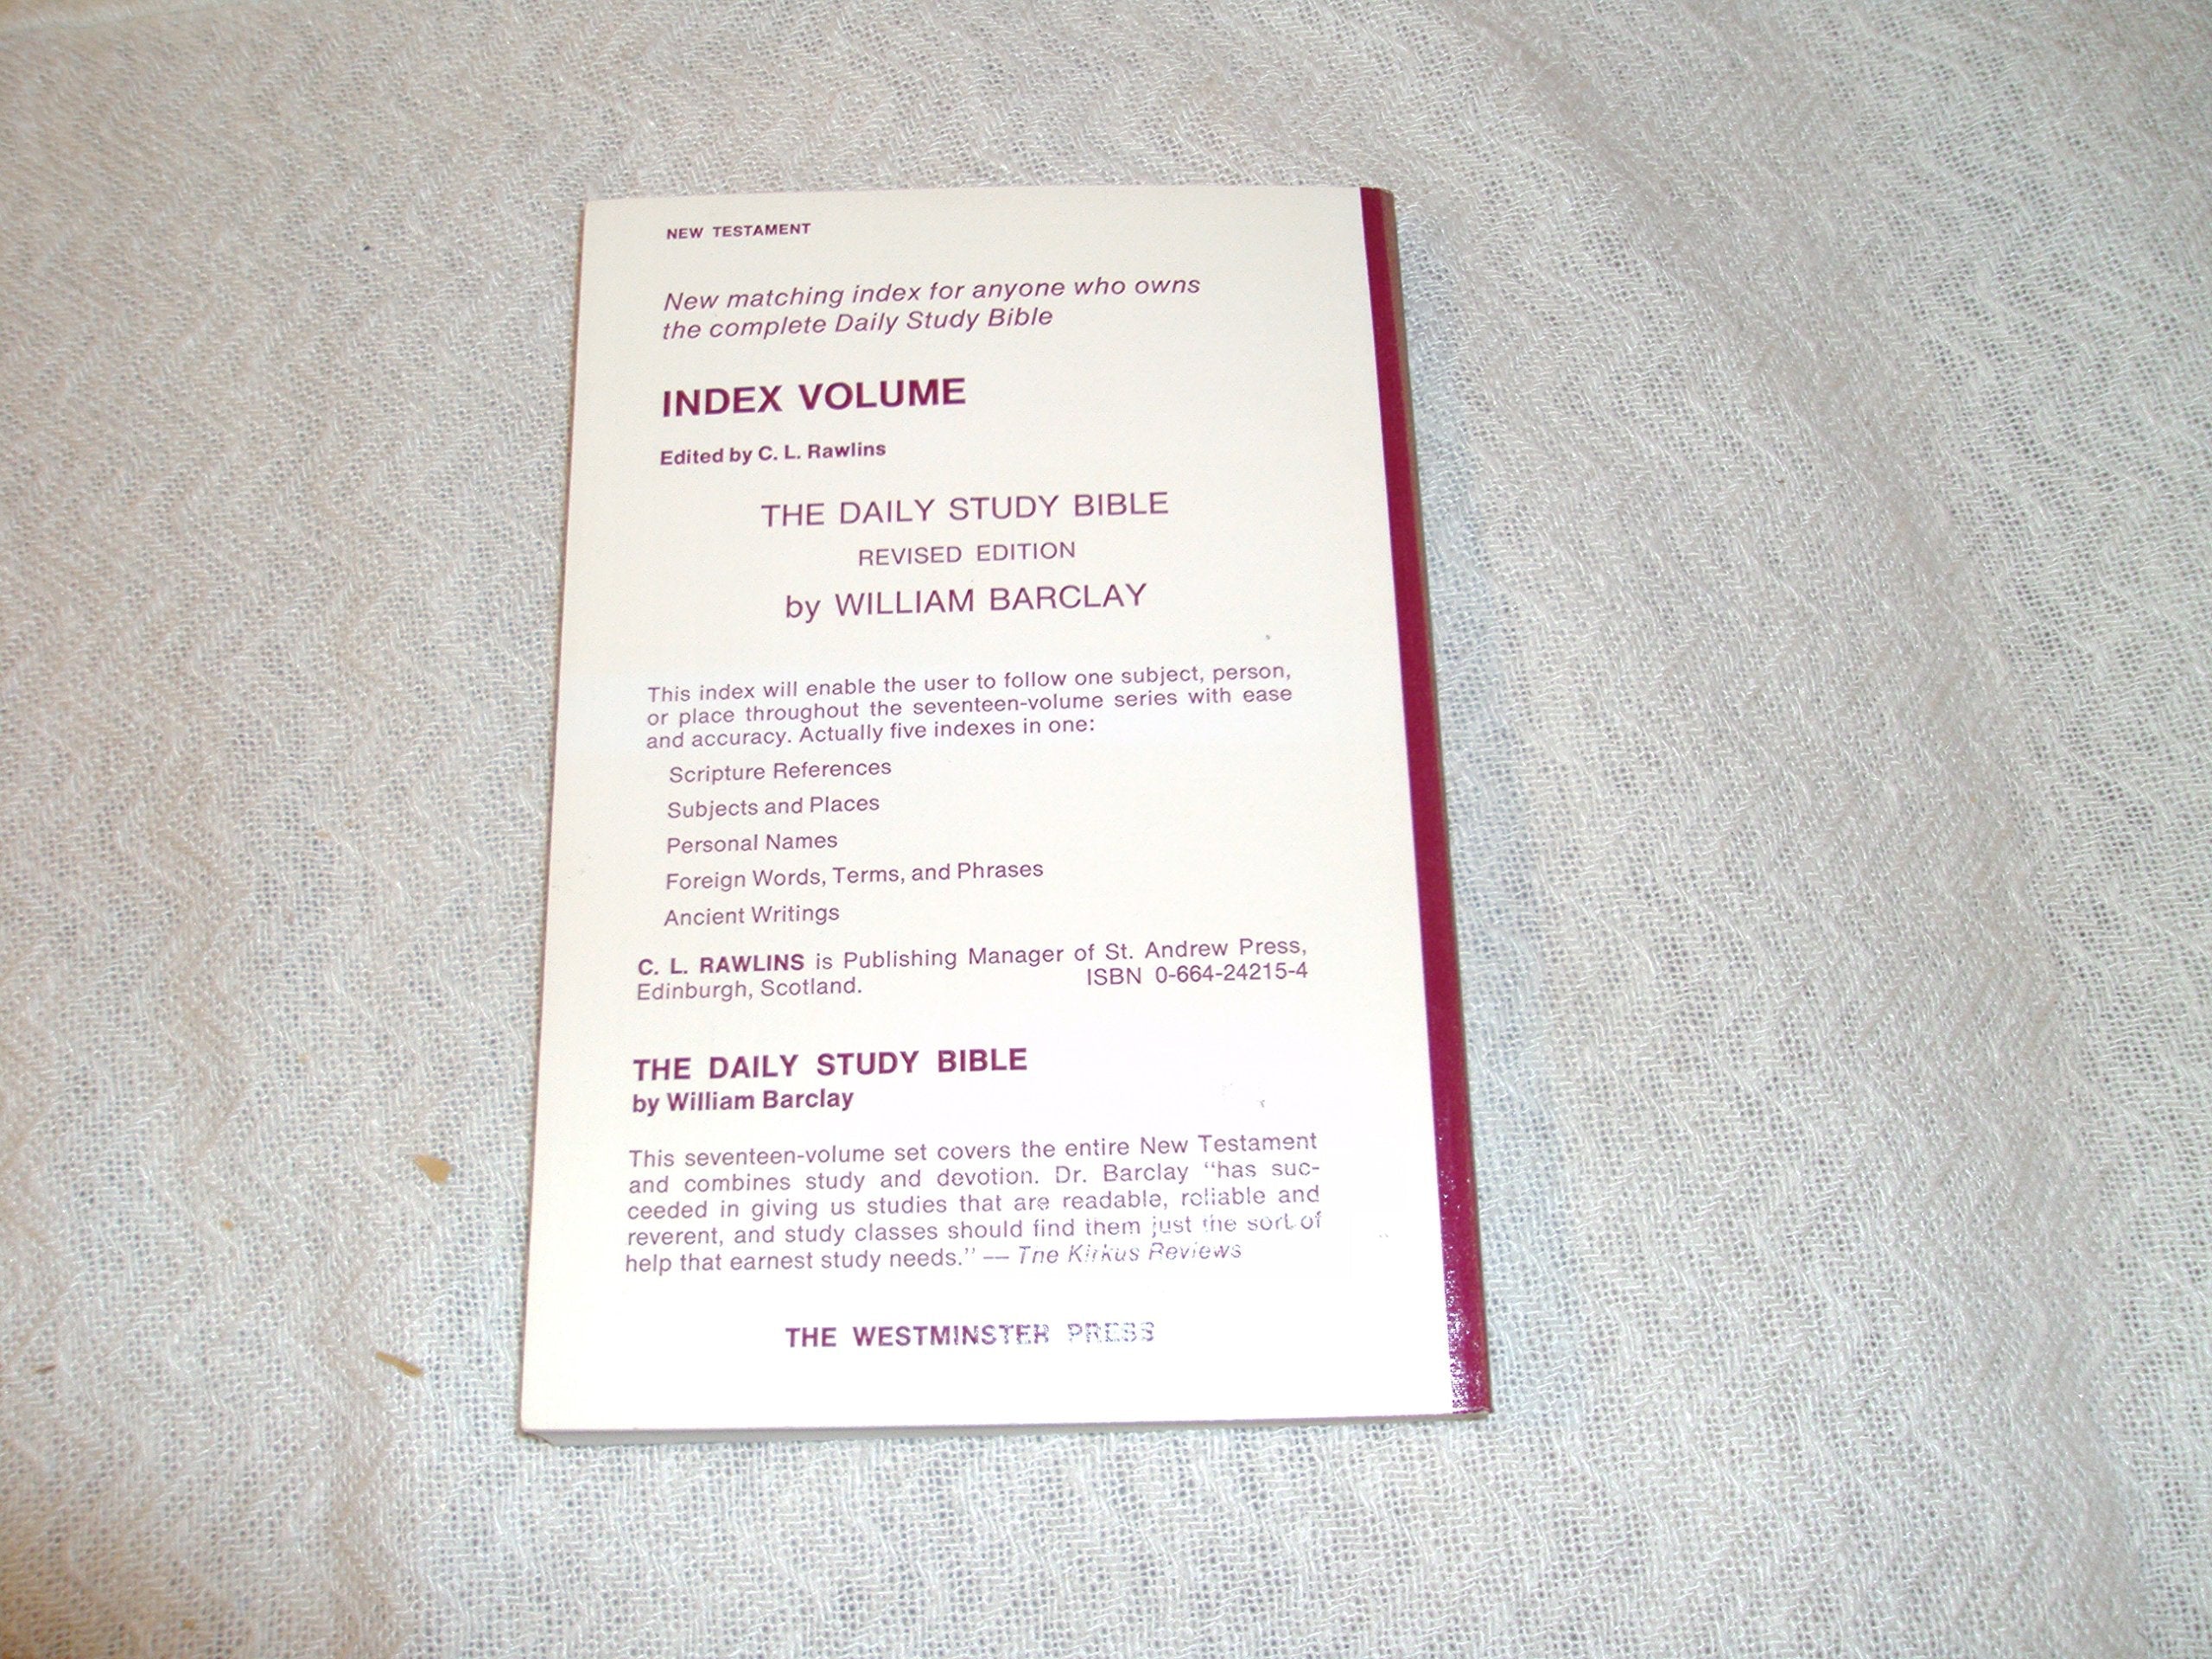 NEW TESTAMENT
New matching index for anyone who owns
the complete Daily Study Bible
INDEX VOLUME
Edited by C. L. Rawlins
THE DAILY STUDY BIBLE
REVISED EDITION
by WILLIAM BARCLAY
This index will enable the user to follow one subject, person,
or place throughout the seventeen-volume series with ease
and accuracy. Actually five indexes in one:
Scripture References
Subjects and Places
Personal Names
Foreign Words, Terms, and Phrases
Ancient Writings
C. L. RAWLINS is Publishing Manager of St. Andrew Press,
Edinburgh, Scotland. ISBN 0-664-24215-4
THE DAILY STUDY BIBLE
by William Barclay
This seventeen-volume set covers the entire New Testament
and combines study and devotion. Dr. Barclay “has suc-
ceeded in giving us studies that are readable, reliable and
reverent, and study classes should find them just the sort of
help that earnest study needs.” — The Kirkus Reviews
THE WESTMINSTER PRESS